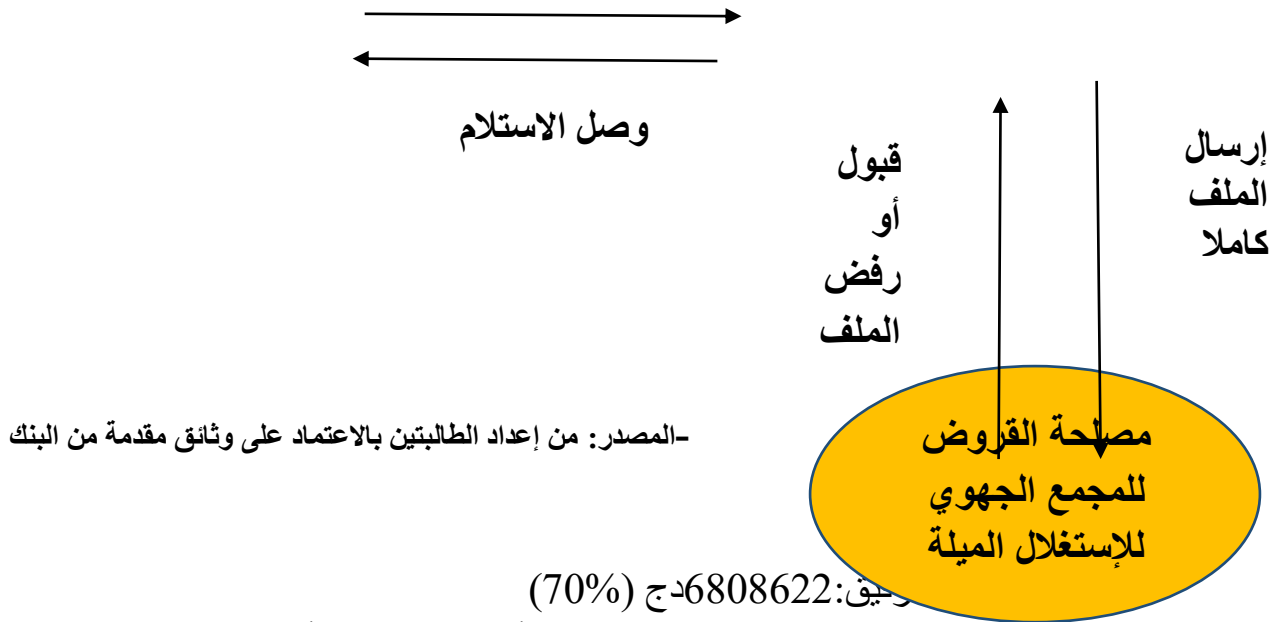 وصل الاستلام
إرسال
الملف
كاملا
قبول
أو
رفض
الملف
-المصدر: من إعداد الطالبتين بالاعتماد على وثائق مقدمة من البنك
مصلحة القروض
للمجمع الجهوي
للإستغلال الميلة
6808622دج (70%)